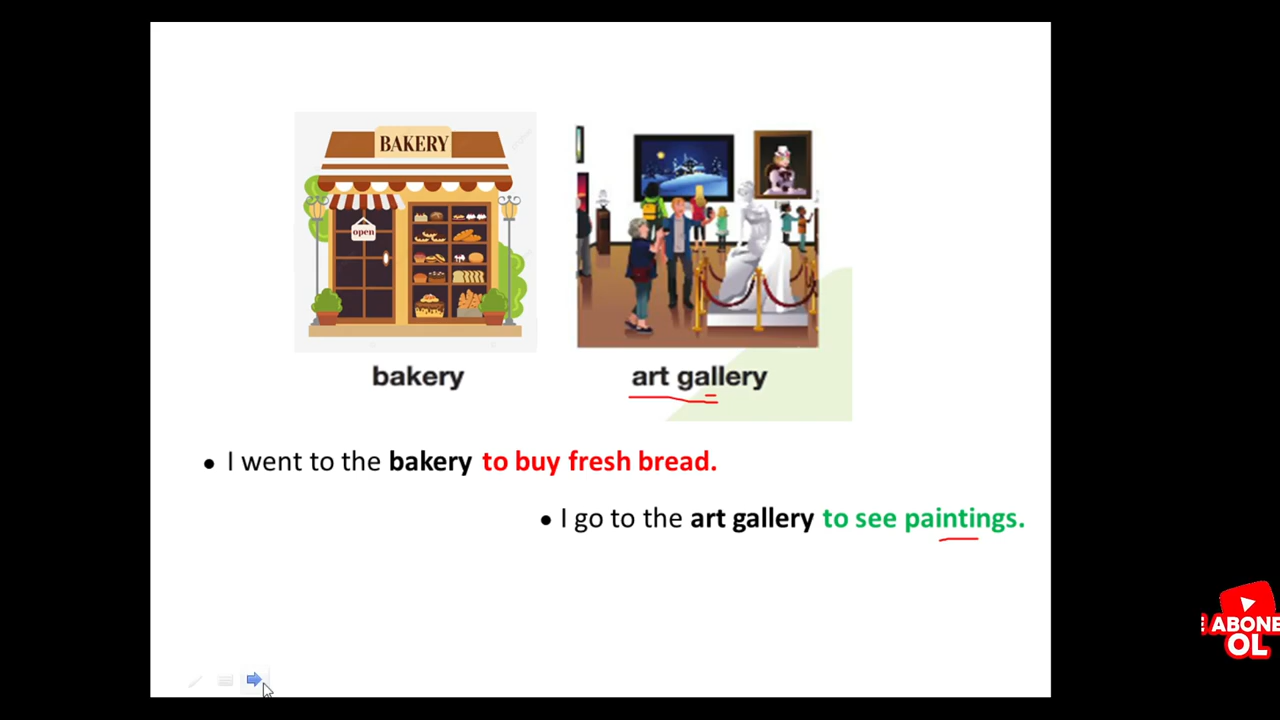 BAKERY
open
bakery
art gallery
• I went to the bakery to buy fresh bread.
• I go to the art gallery to see paintings.
ABONE
OL